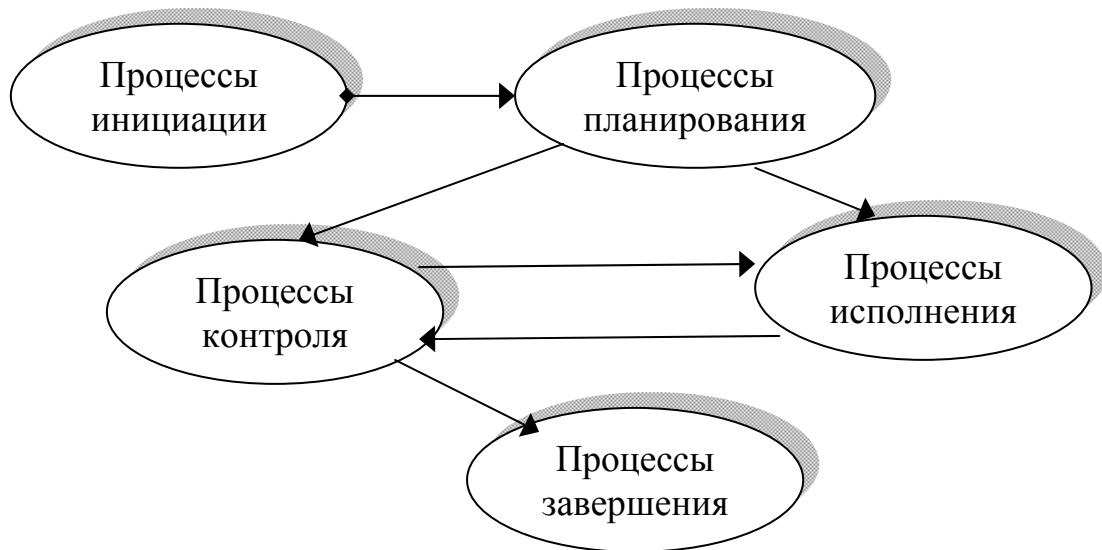 Процессы
инициации
Процессы
планирования
Процессы
контроля
Процессы
исполнения
Процессы
завершения